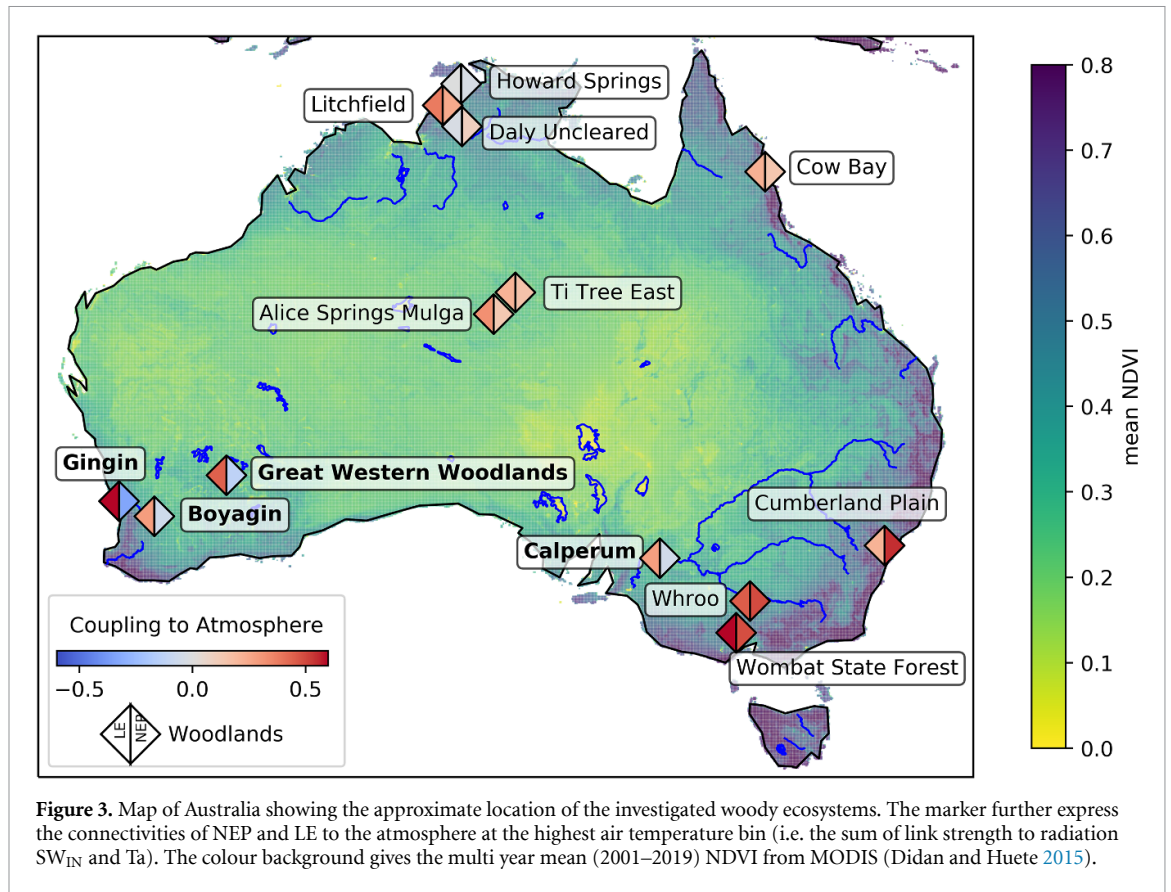 Howard Springs
Litchfield
Daly Uncleared
Cow Bay
Ti Tree East
Alice Springs Mulga
Gingin
Great Western Woodlands
Boyagin
Cumberland Plain
Calperum
Whroo
Wombat State Forest
Coupling to Atmosphere
−0.5 0.0 0.5
LE NEP Woodlands
0.8
0.7
0.6
0.5
0.4
0.3
0.2
0.1
0.0
mean NDVI
Figure 3. Map of Australia showing the approximate location of the investigated woody ecosystems. The marker further express
the connectivities of NEP and LE to the atmosphere at the highest air temperature bin (i.e. the sum of link strength to radiation
SWIN and Ta). The colour background gives the multi year mean (2001–2019) NDVI from MODIS (Didan and Huete 2015).